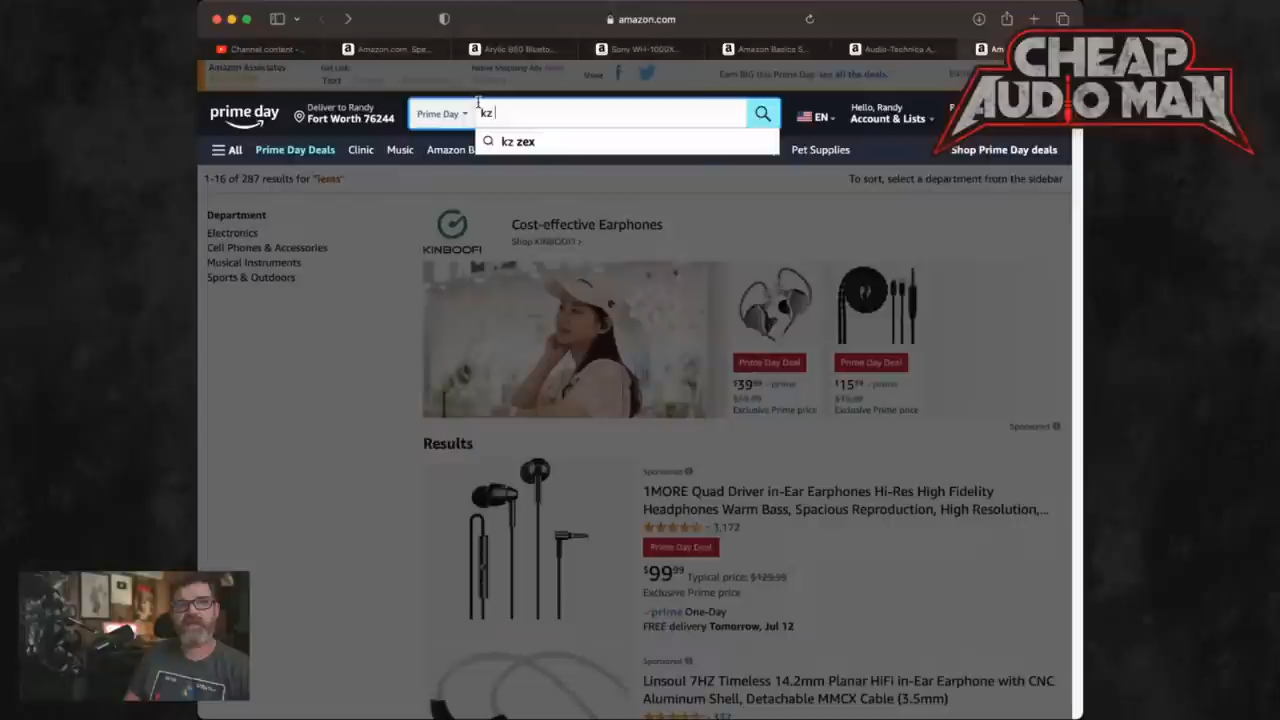 amazon.com
Channel content - ...
Amazon.com Spe...
Arylic B50 Blueto...
Sony WH-1000X...
Amazon Basics S...
Audio-Technica A...
Am
CHEAP
AUDIO MAN
Amazon Associates
Get Link:
Text
Native Shopping Ads
View
Earn BIG this Prime Day: see all the deals.
prime day
Deliver to Randy
Fort Worth 76244
Prime Day
kz
EN
Hello, Randy
Account & Lists
kz zex
All
Prime Day Deals
Clinic
Music
Amazon B
Pet Supplies
Shop Prime Day deals
1-16 of 287 results for "iems"
To sort, select a department from the sidebar
Department
Electronics
Cell Phones & Accessories
Musical Instruments
Sports & Outdoors
KINBOOFI
Cost-effective Earphones
Shop KINBOOFI >
Prime Day Deal
$39.99 prime
Exclusive Prime price
Prime Day Deal
$15 prime
Exclusive Prime price
Sponsored
Results
Sponsored
1MORE Quad Driver in-Ear Earphones Hi-Res High Fidelity
Headphones Warm Bass, Spacious Reproduction, High Resolution,...
3,172
Prime Day Deal
$99.99 Typical price: $129.99
Exclusive Prime price
prime One-Day
FREE delivery Tomorrow, Jul 12
Sponsored
Linsoul 7HZ Timeless 14.2mm Planar HiFi in-Ear Earphone with CNC
Aluminum Shell, Detachable MMCX Cable (3.5mm)